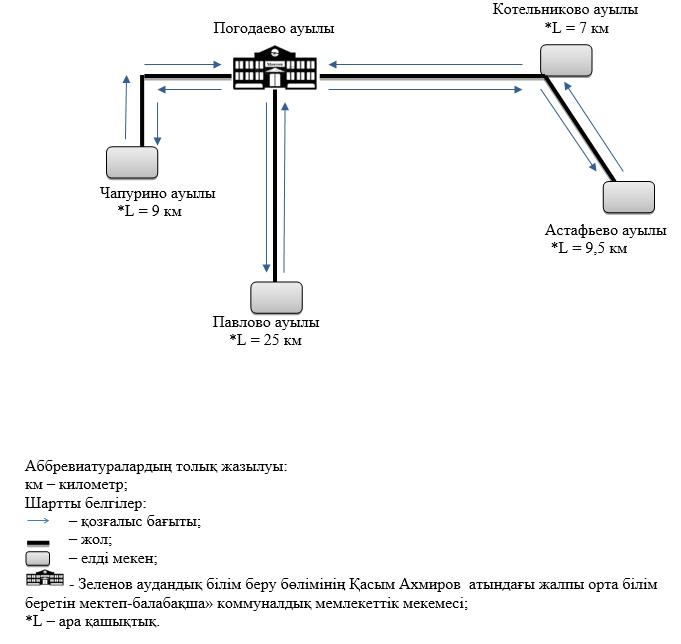 Котельниково ауылы
*L = 7 км
Погодаево ауылы
Чапурино ауылы
*L = 9 км
Астафьево ауылы
*L = 9,5 км
Павлово ауылы
*L = 25 км
Аббревиатуралардың толық жазылуы:
км – километр;
Шартты белгілер:
– қозғалыс бағыты;
– жол;
– елді мекен;
- Зеленов аудандық білім беру бөлімінің Қасым Ахмиров атындағы жалпы орта білім
беретін мектеп-балабақша» коммуналдық мемлекеттік мекемесі;
*L – ара қашықтық.